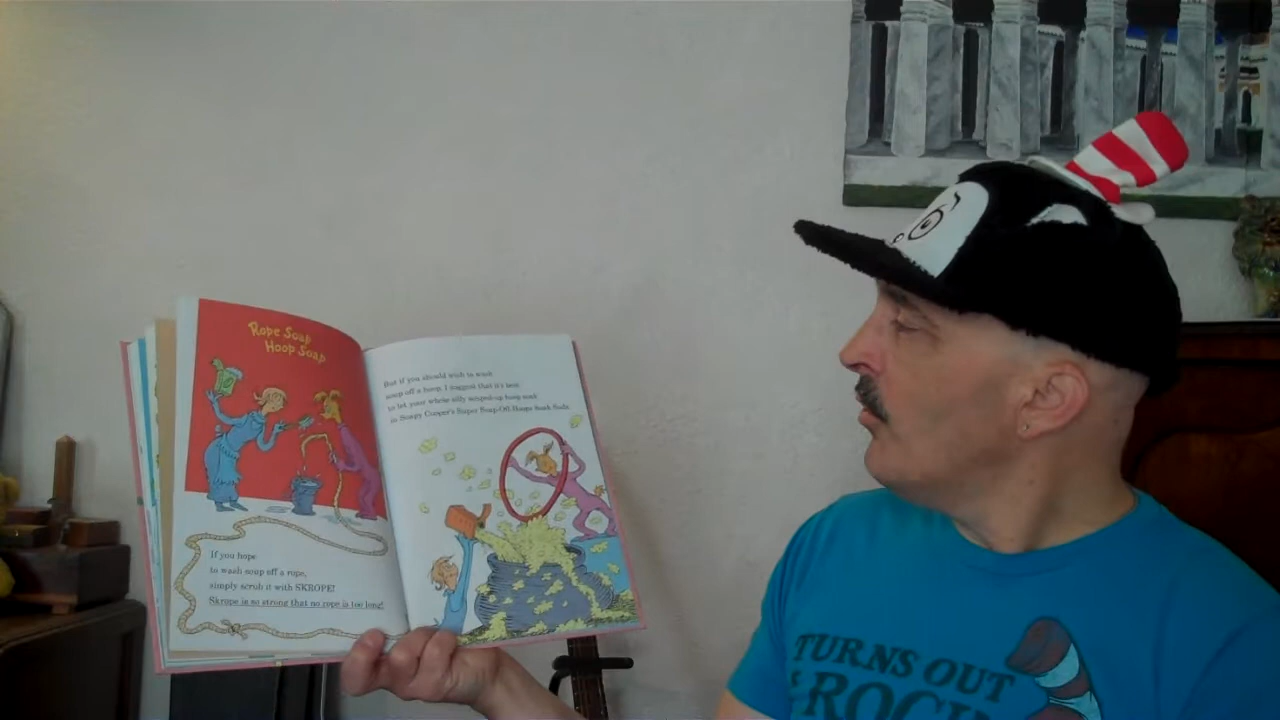 Rope Soap
Hoop Soap
If you hope
to wash soap off a rope,
simply scrub it with SKROPE!
Skrope is so strong that no rope is too long!
But if you should wish to wash
soap off a hoop, I suggest that it's best
to let your whole silly souped-up hoop soak
in Soapy Cooper's Super Soap-Off-Hoops Soak Suds.
TURNS OUT